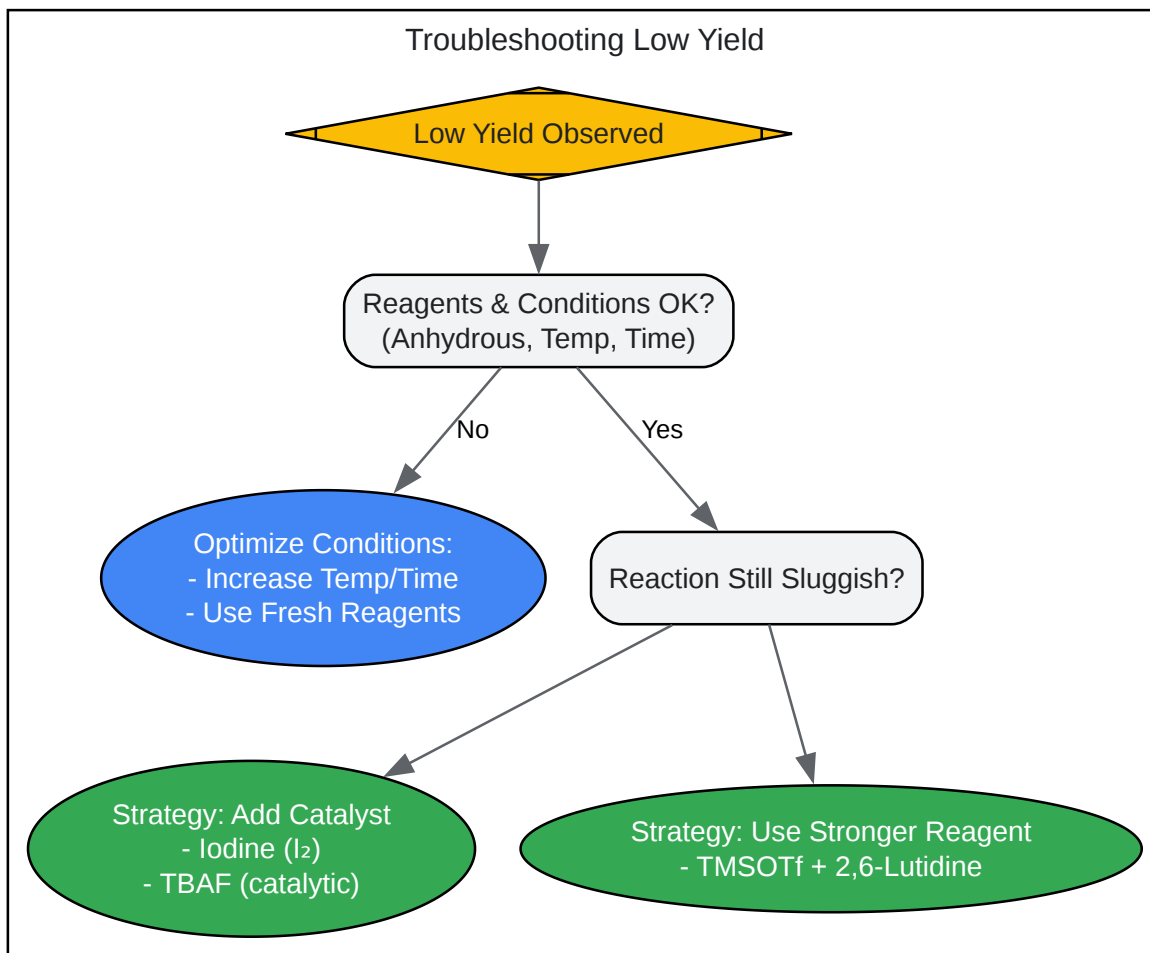 Troubleshooting Low Yield
Low Yield Observed
Reagents & Conditions OK?
(Anhydrous, Temp, Time)
No
Yes
Optimize Conditions:
- Increase Temp/Time
- Use Fresh Reagents
Reaction Still Sluggish?
Strategy: Add Catalyst
- Iodine (I₂)
- TBAF (catalytic)
Strategy: Use Stronger Reagent
- TMSOTf + 2,6-Lutidine